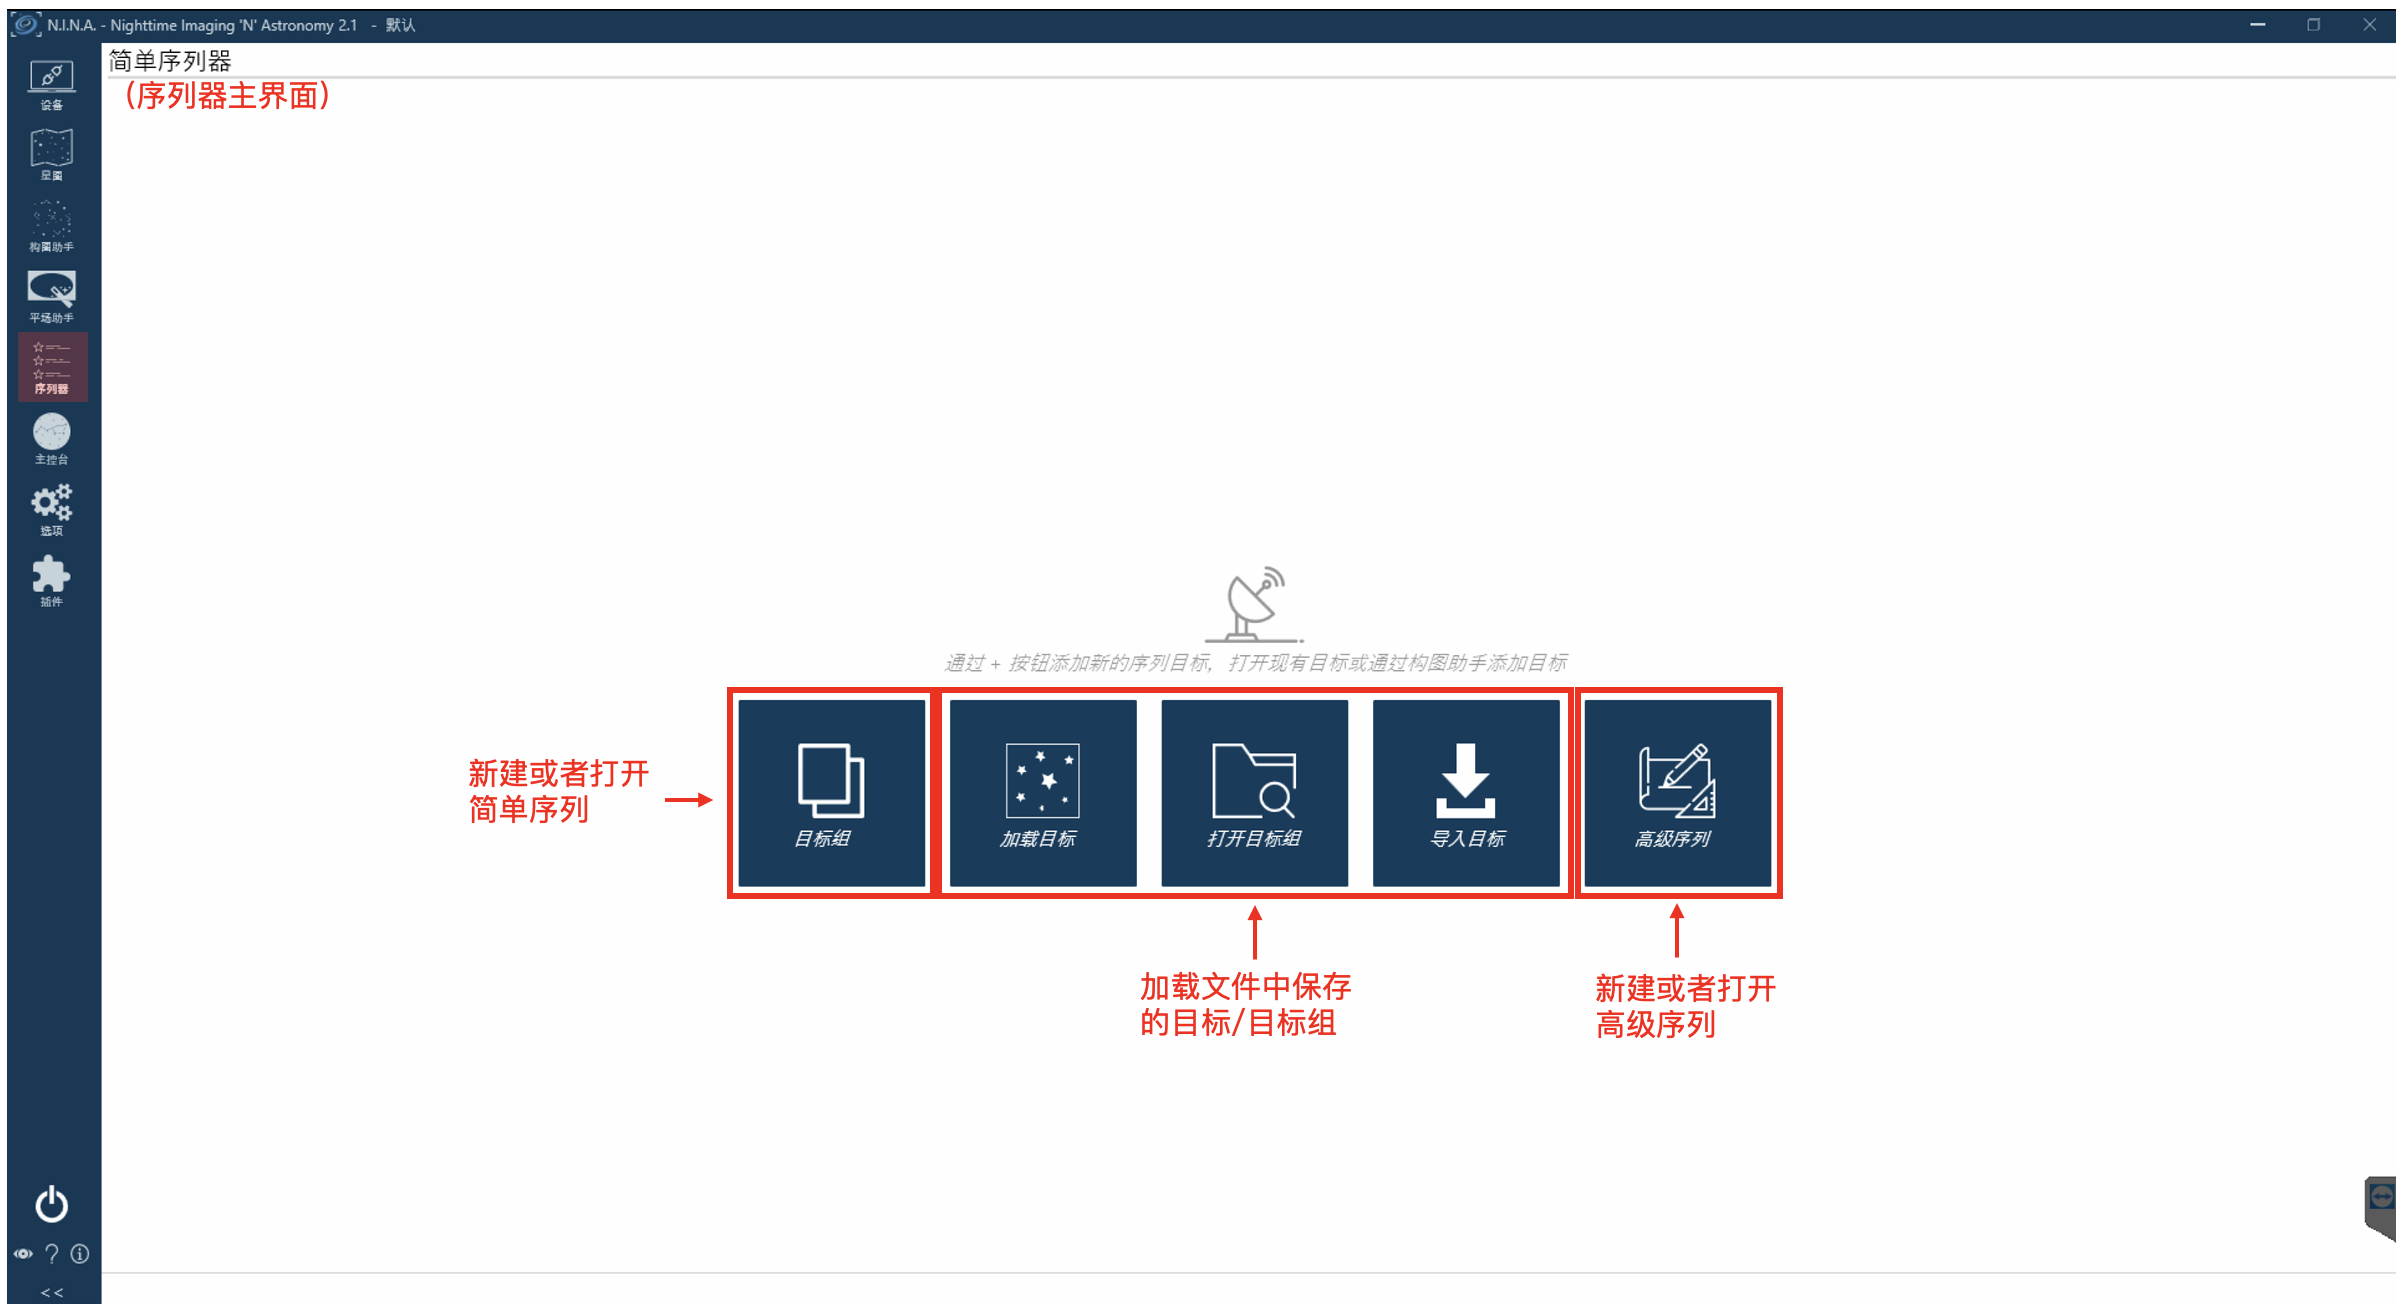 N.I.N.A. - Nighttime Imaging 'N' Astronomy 2.1 - 默认
简单序列器
（序列器主界面）
设备
星图
构图助手
平场助手
序列器
主控台
选项
插件
通过 + 按钮添加新的序列目标，打开现有目标或通过构图助手添加目标
新建或者打开
简单序列
目标组
加载目标
打开目标组
导入目标
高级序列
加载文件中保存
的目标/目标组
新建或者打开
高级序列
<<